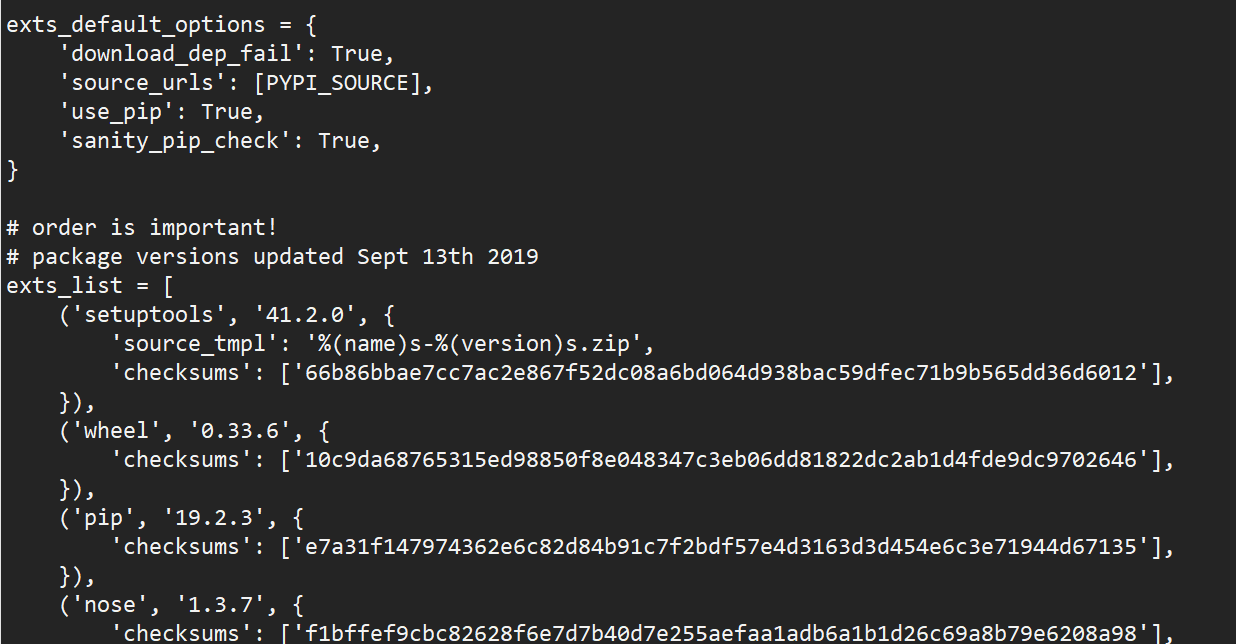 exts_default_options = {
    'download_dep_fail': True,
    'source_urls': [PYPI_SOURCE],
    'use_pip': True,
    'sanity_pip_check': True,
}

# order is important!
# package versions updated Sept 13th 2019
exts_list = [
    ('setuptools', '41.2.0', {
        'source_tmpl': '%(name)s-%(version)s.zip',
        'checksums': ['66b86bbae7cc7ac2e867f52dc08a6bd064d938bac59dfec71b9b565dd36d6012'],
    }),
    ('wheel', '0.33.6', {
        'checksums': ['10c9da68765315ed98850f8e048347c3eb06dd81822dc2ab1d4fde9dc9702646'],
    }),
    ('pip', '19.2.3', {
        'checksums': ['e7a31f147974362e6c82d84b91c7f2bdf57e4d3163d3d454e6c3e71944d67135'],
    }),
    ('nose', '1.3.7', {
        'checksums': ['f1bffef9cbc82628f6e7d7b40d7e255aefaa1adb6a1b1d26c69a8b79e6208a98'],